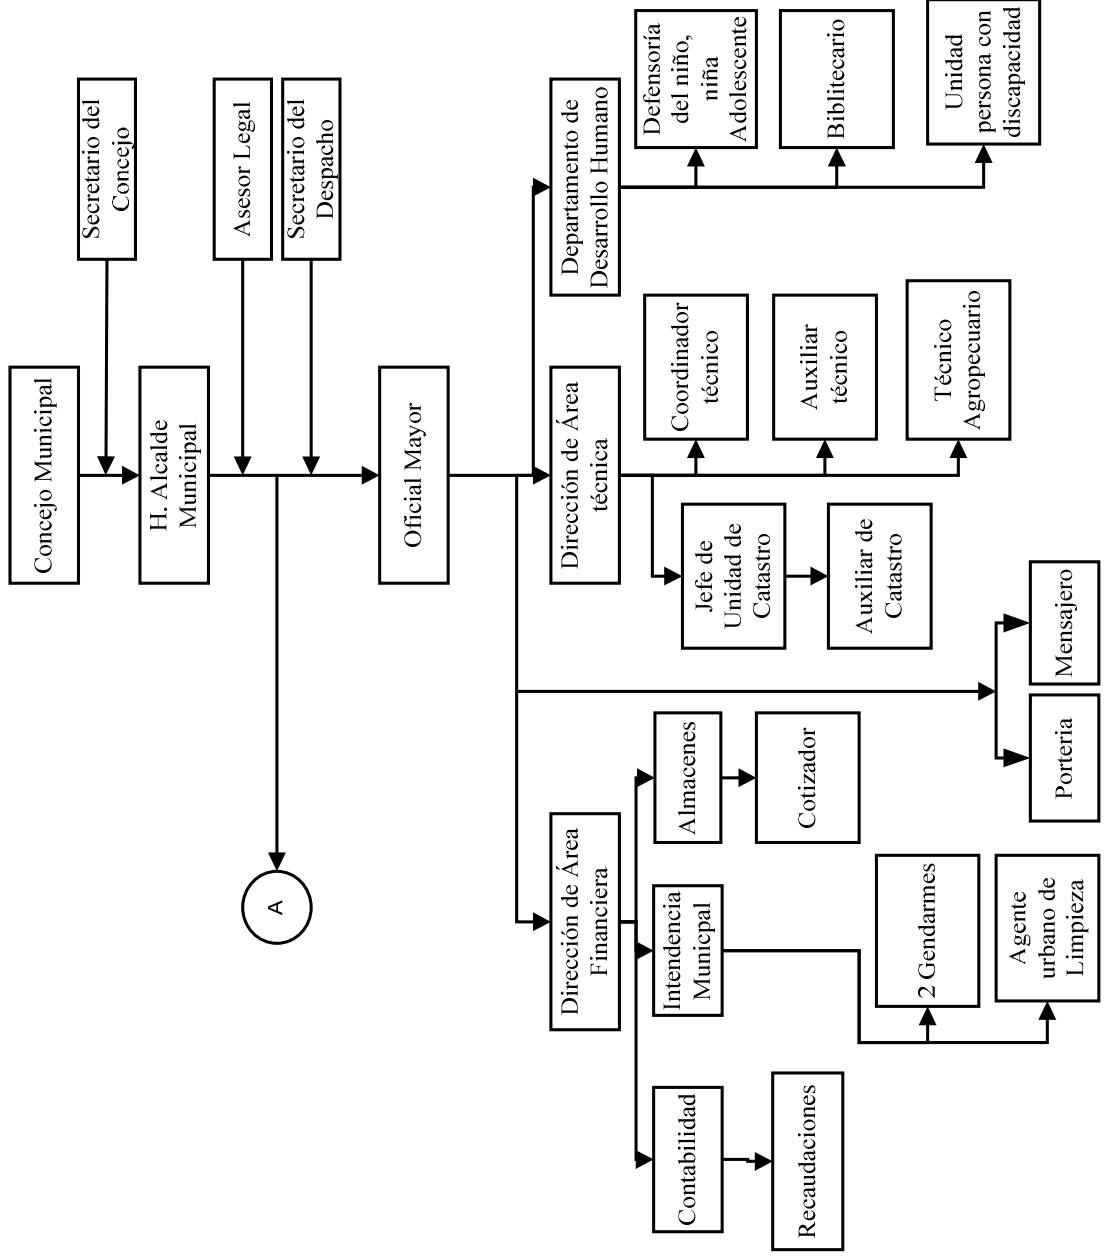 Concejo Municipal
Secretario del
Concejo
H. Alcalde
Municipal
Asesor Legal
A
Secretario del
Despacho
Oficial Mayor
Dirección de Área
Financiera
Dirección de Área
técnica
Departamento de
Desarrollo Humano
Contabilidad
Recaudaciones
Intendencia
Municpal
2 Gendarmes
Agente
urbano de
Limpieza
Almacenes
Cotizador
Porteria
Mensajero
Jefe de
Unidad de
Catastro
Auxiliar de
Catastro
Coordinador
técnico
Auxiliar
técnico
Técnico
Agropecuario
Defensoría
del niño,
niña
Adolescente
Biblitecario
Unidad
persona con
discapacidad